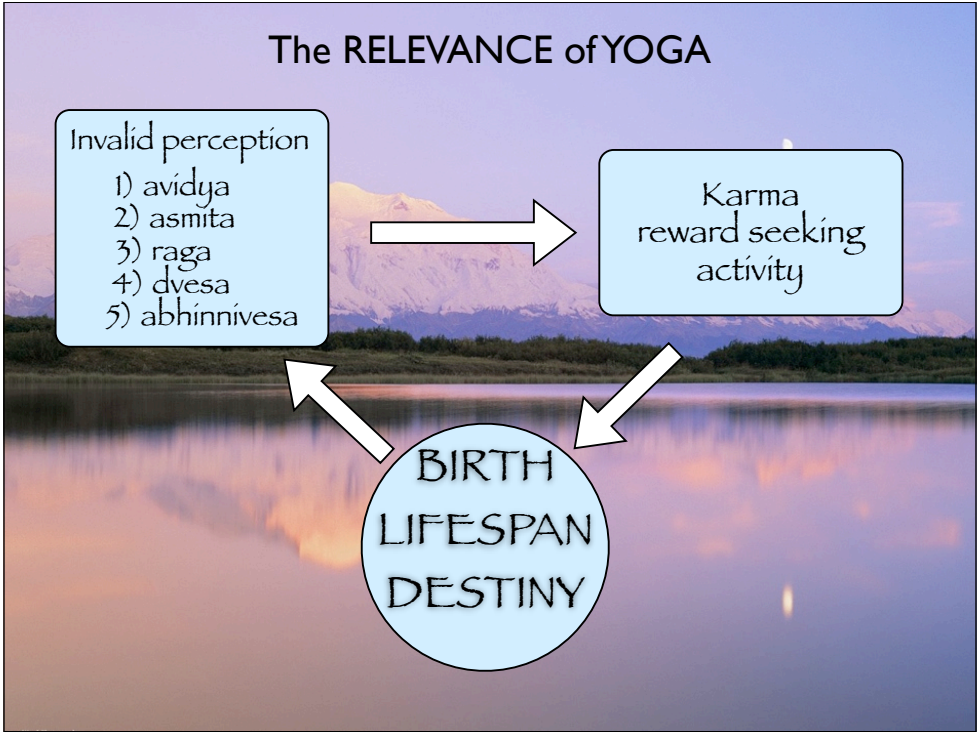 The RELEVANCE of YOGA
Invalid perception
1) avidya
2) asmita
3) raga
4) dvesa
5) abhinnivesa
Karma
reward seeking
activity
BIRTH
LIFESPAN
DESTINY